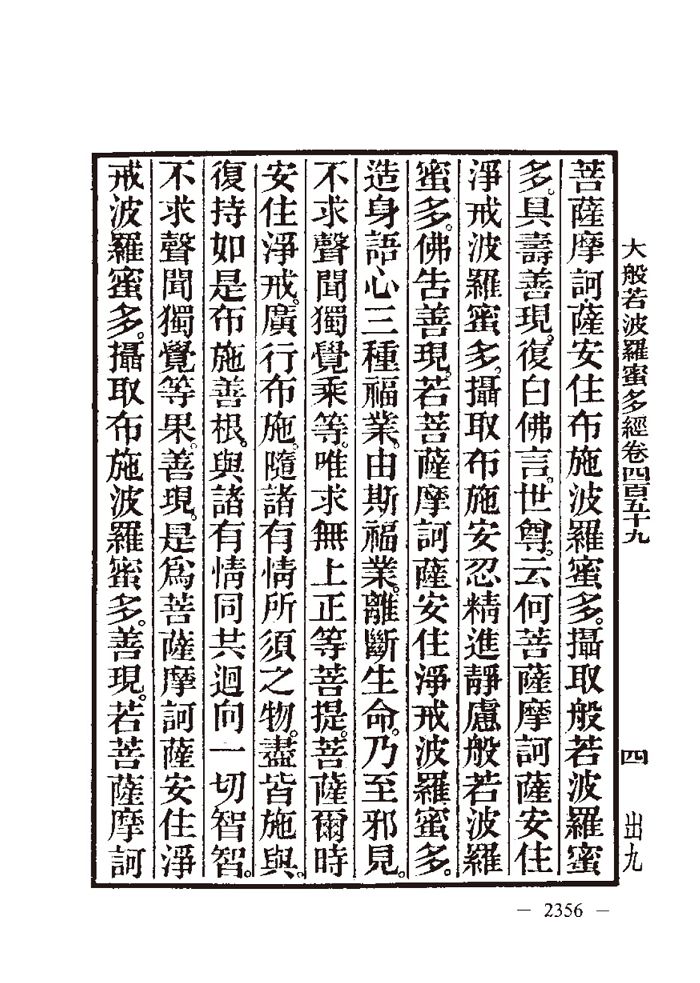 大般若波羅蜜多經卷四百五十九　四　出九
菩薩摩訶薩安住布施波羅蜜多。攝取般若波羅蜜
多。具壽善現。復白佛言。世尊。云何菩薩摩訶薩安住
淨戒波羅蜜多。攝取布施安忍精進靜慮般若波羅
蜜多。佛告善現。若菩薩摩訶薩安住淨戒波羅蜜多。
造身語心三種福業。由斯福業。離斷生命。乃至邪見。
不求聲聞獨覺乘等。唯求無上正等菩提。菩薩爾時
安住淨戒。廣行布施。隨諸有情所須之物。盡皆施與。
復持如是布施善根。與諸有情同共迴向一切智智。
不求聲聞獨覺等果。善現。是爲菩薩摩訶薩安住淨
戒波羅蜜多。攝取布施波羅蜜多。善現。若菩薩摩訶
— 2356 —